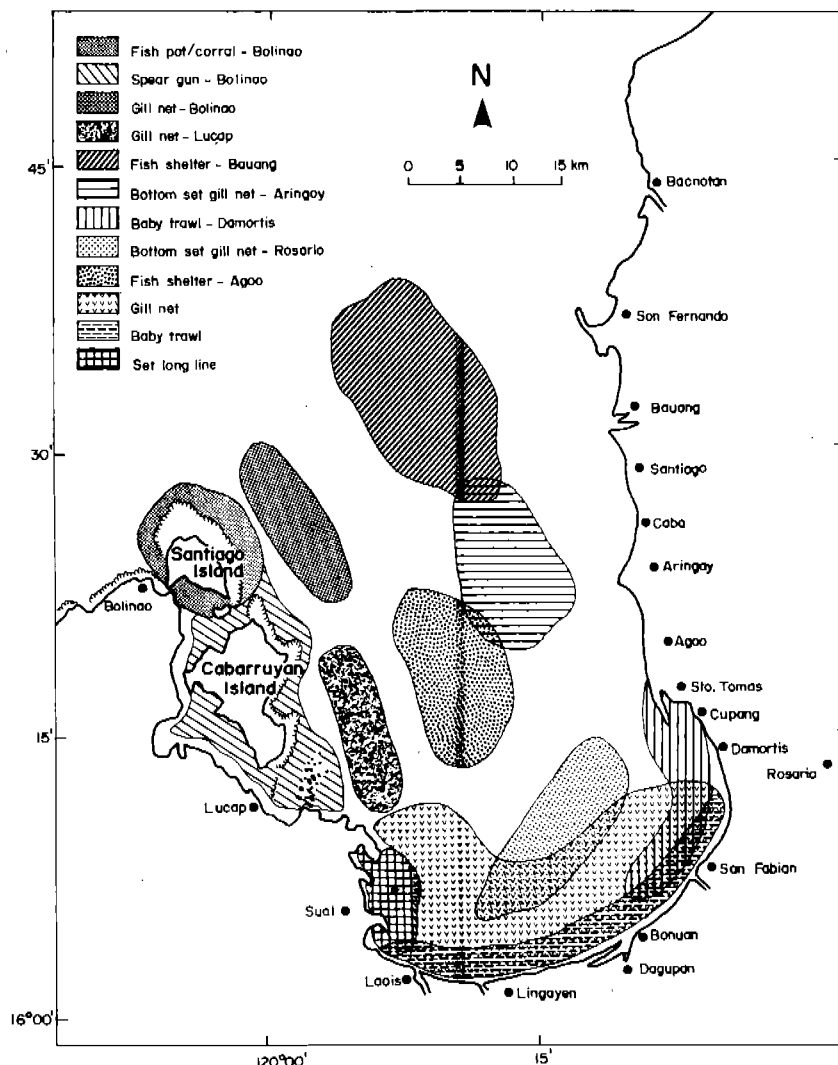 Fish pot/corral - Bolinao
Spear gun - Bolinao
Gill net - Bolinao
Gill net - Lucap
Fish shelter - Bauang
Bottom set gill net - Aringay
Baby trawl - Damortis
Bottom set gill net - Rosario
Fish shelter - Agoo
Gill net
Baby trawl
Set long line
N
0 5 10 15 km
45'
Bacnotan
San Fernando
Bauang
30'
Santiago
Caba
Santiago
Island
Aringay
Bolinao
Agoo
Cabarruyan
Island
Sto. Tomas
Cupang
15'
Damortis
Rosario
Lucap
San Fabian
Sual
Bonuan
Dagupan
Laois
Lingayen
16°00'
120°00'
15'